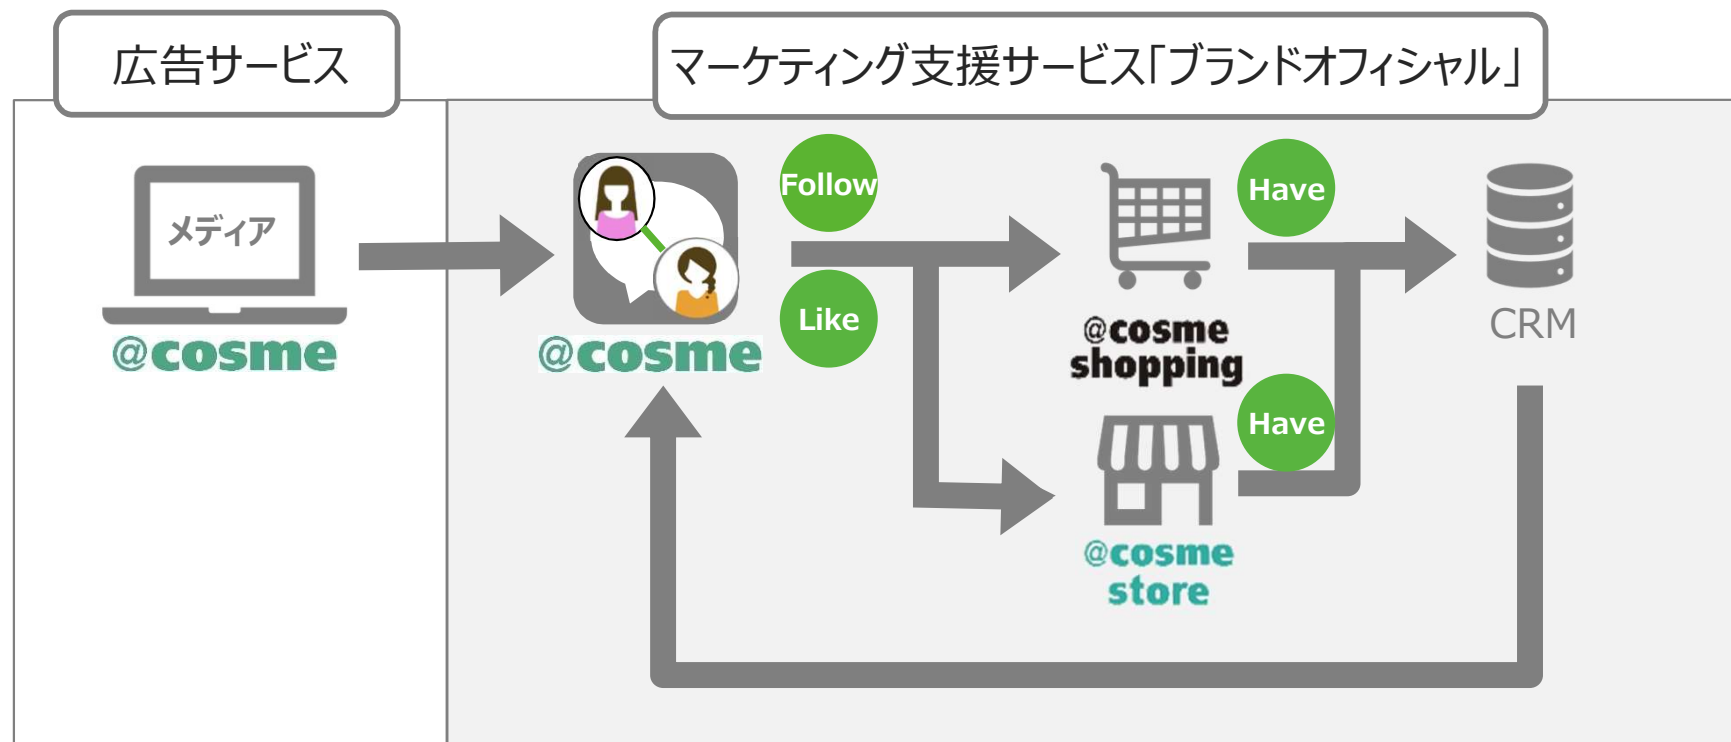 広告サービス
マーケティング支援サービス「ブランドオフィシャル」
メディア
@cosme
@cosme
Follow
Like
@cosme
shopping
Have
@cosme
store
Have
CRM